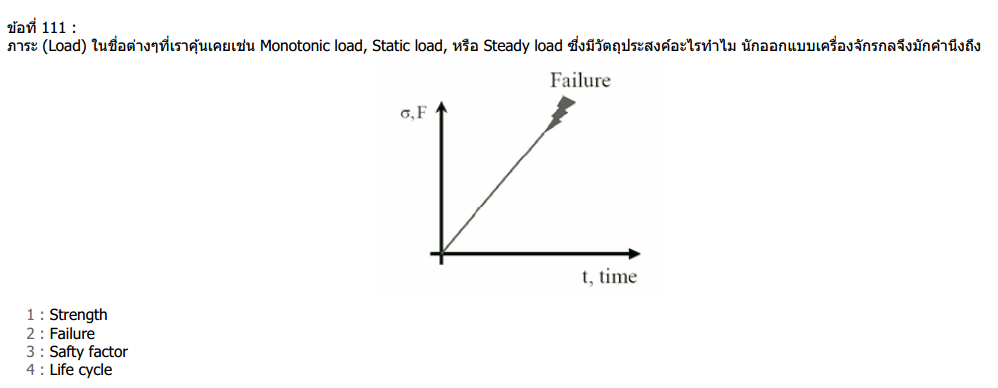 ข้อที่ 111 :
ภาระ (Load) ในชื่อต่างๆที่เราคุ้นเคยเช่น Monotonic load, Static load, หรือ Steady load ซึ่งมีวัตถุประสงค์อะไรทำไม นักออกแบบเครื่องจักรกลจึงมักคำนึงถึง
Failure
σ,F
t, time
1 : Strength
2 : Failure
3 : Safty factor
4 : Life cycle